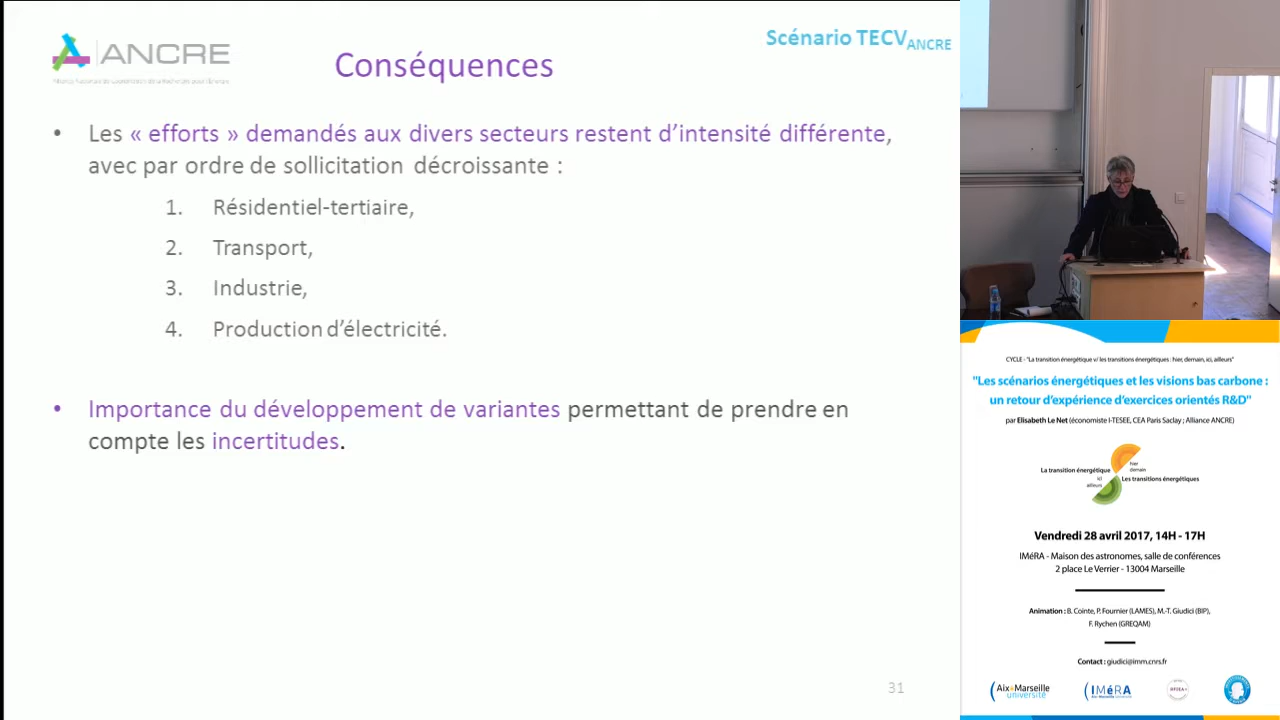 ANCRE
Conséquences
Scénario TECV ANCRE
• Les « efforts » demandés aux divers secteurs restent d’intensité différente,
avec par ordre de sollicitation décroissante :
1. Résidentiel-tertiaire,
2. Transport,
3. Industrie,
4. Production d’électricité.
• Importance du développement de variantes permettant de prendre en
compte les incertitudes.
31
CYCLE - "La transition énergétique v/ les transitions énergétiques : hier, demain, ici, ailleurs"
"Les scénarios énergétiques et les visions bas carbone :
un retour d’expérience d’exercices orientés R&D"
par Elisabeth Le Net (économiste I-TESEE, CEA Paris Saclay ; Alliance ANCRE)
hier
demain
La transition énergétique
ici
ailleurs
Les transitions énergétiques
Vendredi 28 avril 2017, 14H - 17H
IMéRA - Maison des astronomes, salle de conférences
2 place Le Verrier - 13004 Marseille
Animation : B. Cointe, P. Fournier (LAMES), M.-T. Giudici (BIP),
F. Rychen (GREQAM)
Contact : giudici@imm.cnrs.fr
Aix*Marseille
université
IMéRA